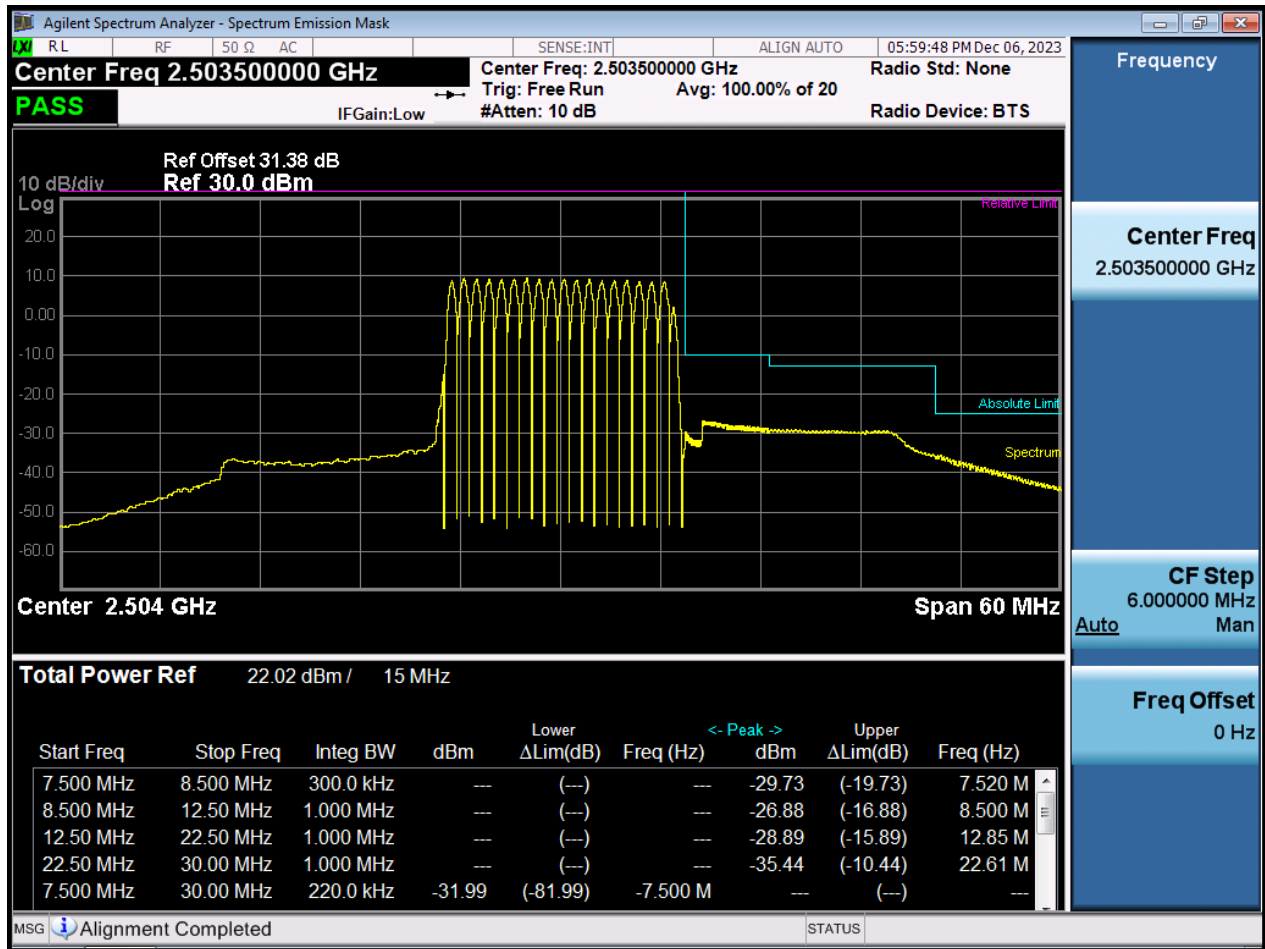 Agilent Spectrum Analyzer - Spectrum Emission Mask
LXI RL RF 50 Ω AC SENSE:INT ALIGN AUTO 05:59:48 PM Dec 06, 2023
Center Freq 2.503500000 GHz
Center Freq: 2.503500000 GHz Radio Std: None
Trig: Free Run Avg: 100.00% of 20
PASS IFGain:Low #Atten: 10 dB Radio Device: BTS
Ref Offset 31.38 dB
10 dB/div Ref 30.0 dBm
Log
Relative Limit
20.0
10.0
0.00
-10.0
-20.0
Absolute Limit
-30.0
Spectrum
-40.0
-50.0
-60.0
Center 2.504 GHz Span 60 MHz
Total Power Ref 22.02 dBm / 15 MHz
Lower <- Peak -> Upper
Start Freq Stop Freq Integ BW dBm ΔLim(dB) Freq (Hz) dBm ΔLim(dB) Freq (Hz)
7.500 MHz 8.500 MHz 300.0 kHz --- (---) --- -29.73 (-19.73) 7.520 M
8.500 MHz 12.50 MHz 1.000 MHz --- (---) --- -26.88 (-16.88) 8.500 M
12.50 MHz 22.50 MHz 1.000 MHz --- (---) --- -28.89 (-15.89) 12.85 M
22.50 MHz 30.00 MHz 1.000 MHz --- (---) --- -35.44 (-10.44) 22.61 M
7.500 MHz 30.00 MHz 220.0 kHz -31.99 (-81.99) -7.500 M --- (---) ---
MSG Alignment Completed STATUS
Frequency
Center Freq
2.503500000 GHz
CF Step
6.000000 MHz
Auto Man
Freq Offset
0 Hz